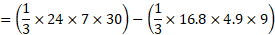 = (1/3 × 24 × 7 × 30) − (1/3 × 16.8 × 4.9 × 9)